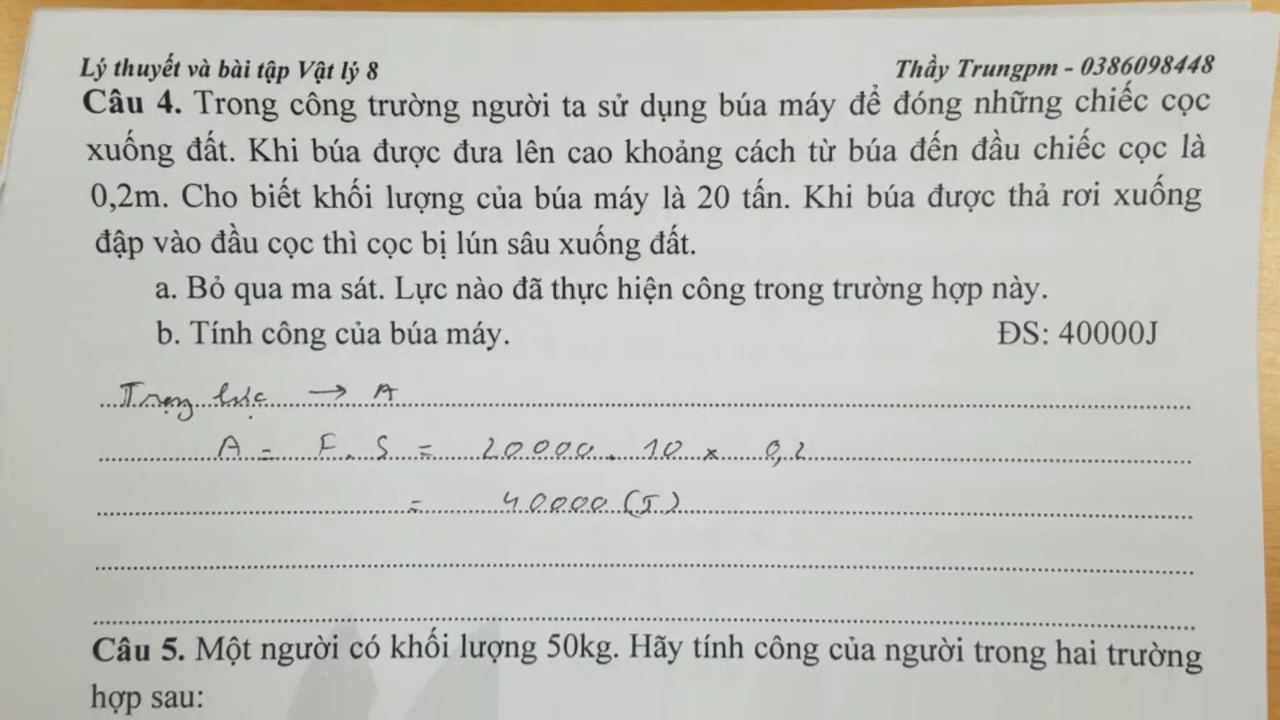 Lý thuyết và bài tập Vật lý 8 Thầy Trungpm - 0386098448
Câu 4. Trong công trường người ta sử dụng búa máy để đóng những chiếc cọc
xuống đất. Khi búa được đưa lên cao khoảng cách từ búa đến đầu chiếc cọc là
0,2m. Cho biết khối lượng của búa máy là 20 tấn. Khi búa được thả rơi xuống
đập vào đầu cọc thì cọc bị lún sâu xuống đất.
a. Bỏ qua ma sát. Lực nào đã thực hiện công trong trường hợp này.
b. Tính công của búa máy. ĐS: 40000J
Trọng lực → A
A = F. S = 20000. 10 x 0,2
= 40000 (J)
Câu 5. Một người có khối lượng 50kg. Hãy tính công của người trong hai trường
hợp sau: